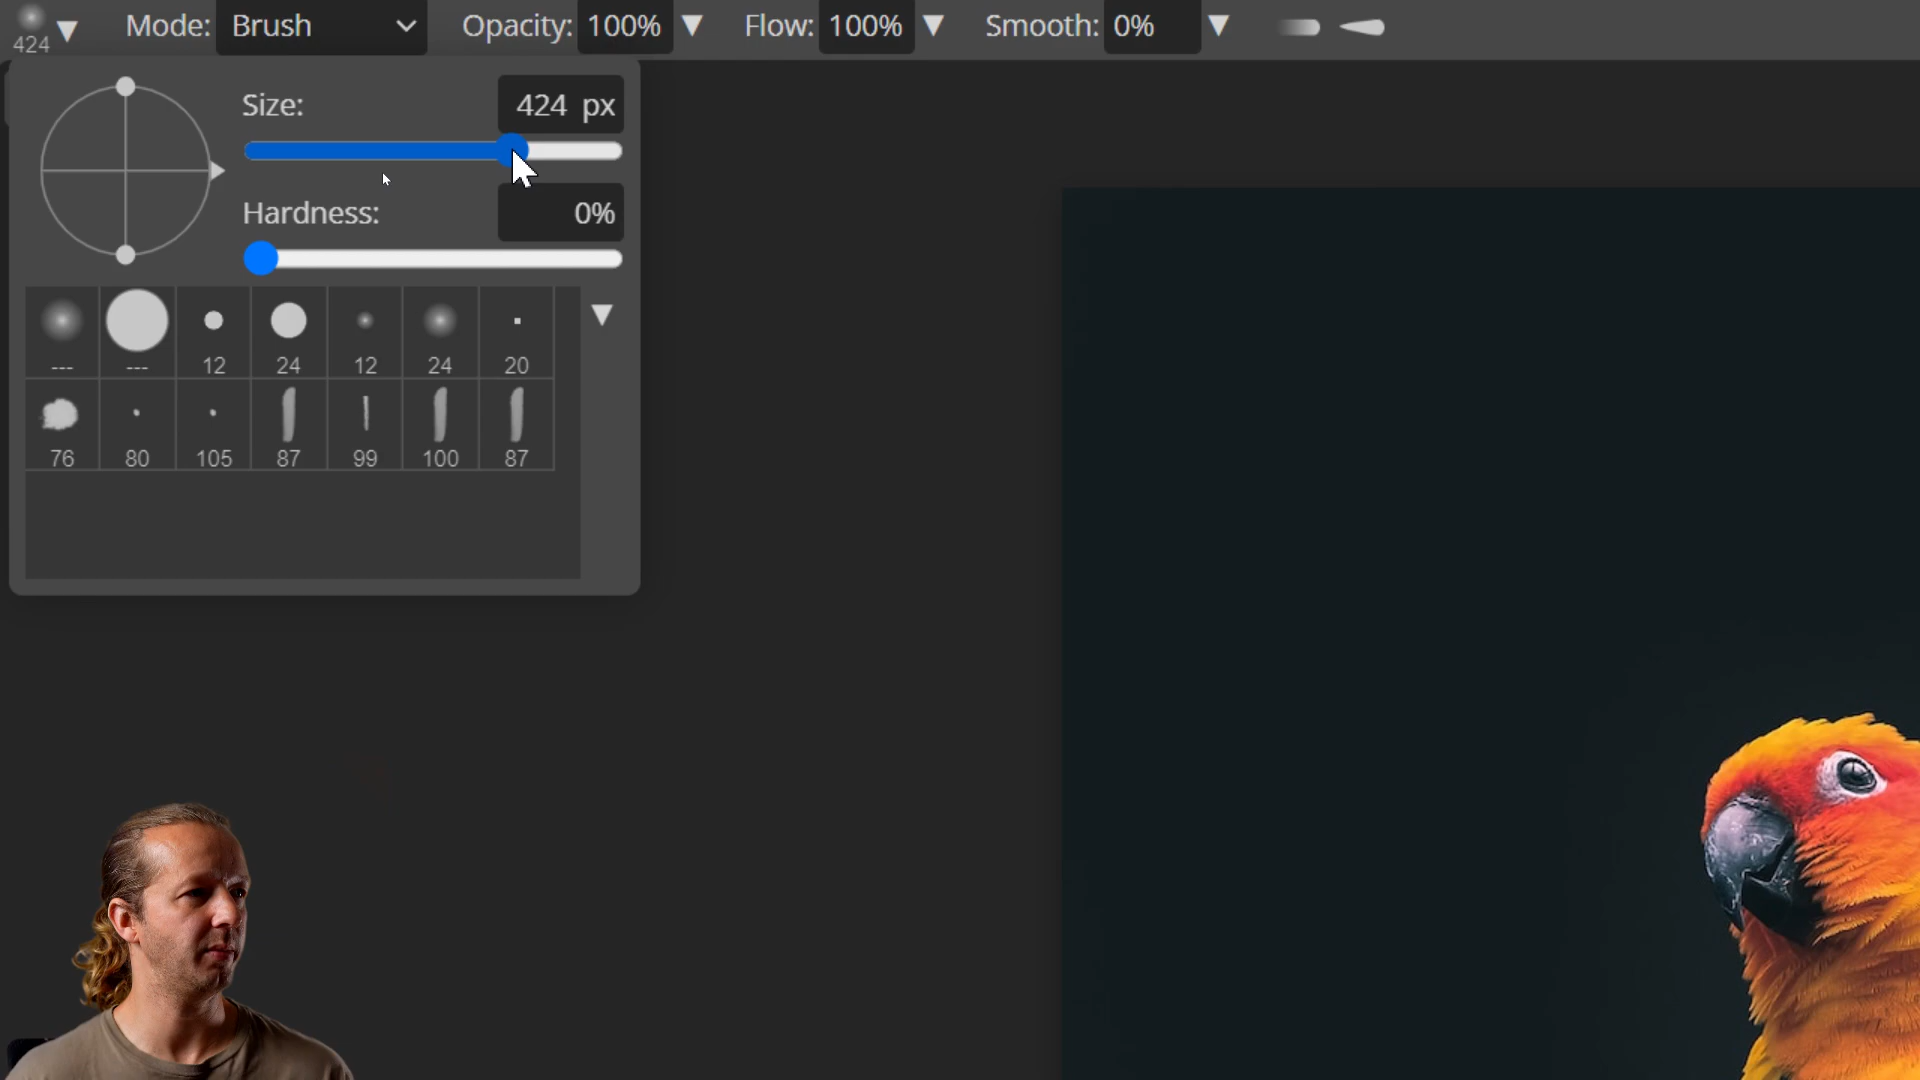 424 Mode: Brush Opacity: 100% Flow: 100% Smooth: 0%
Size: 424 px
Hardness: 0%
--- --- 12 24 12 24 20
76 80 105 87 99 100 87